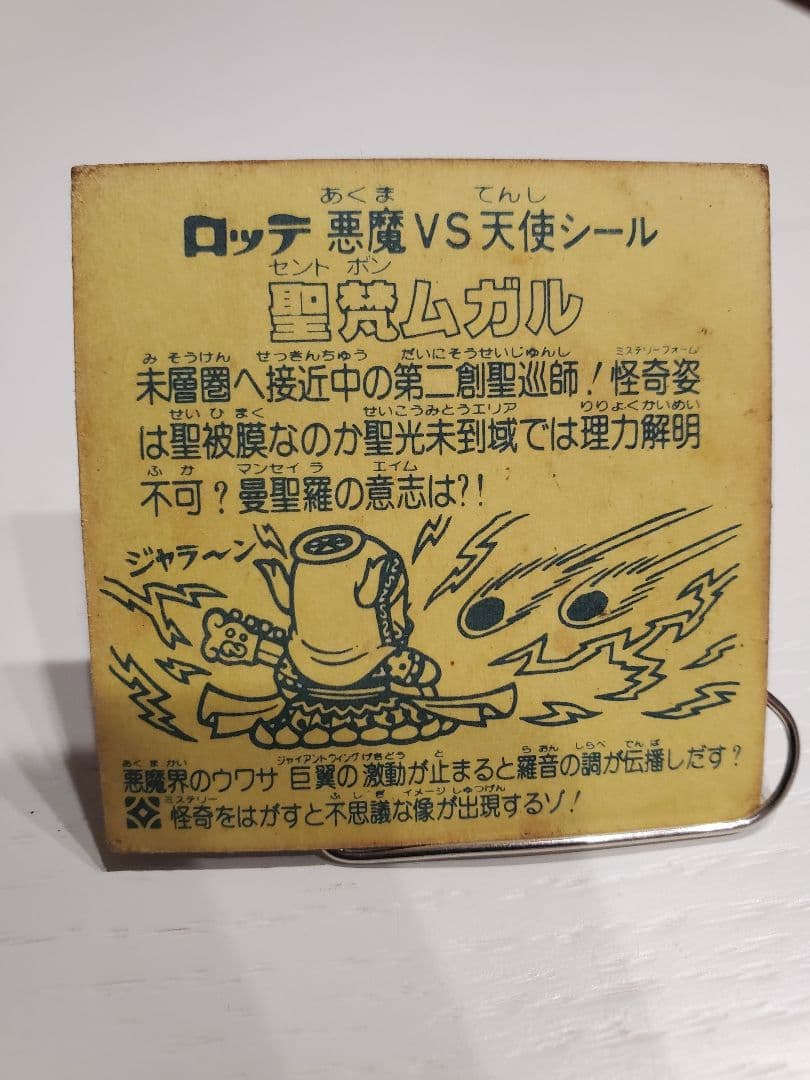 あくま てんし
ロッテ 悪魔VS天使シール
セント ボン
聖梵ムガル
み そうけん せっきんちゅう だいにそうせいじゅんし ミステリーフォーム
未層圏へ接近中の第二創聖巡師!怪奇姿
せい ひ まく せいこうみとうエリア りりょくかいめい
は聖被膜なのか聖光未到域では理力解明
ふ か マンセイ ラ エイム
不可?曼聖羅の意志は?!
ジャラ〜ン
あく ま かい ジャイアントウイング げきどう と ら おん しらべ でん ぱ
悪魔界のウワサ 巨翼の激動が止まると羅音の調が伝播しだす?
ミステリー ふ し ぎ イメージ しゅつげん
怪奇をはがすと不思議な像が出現するゾ!